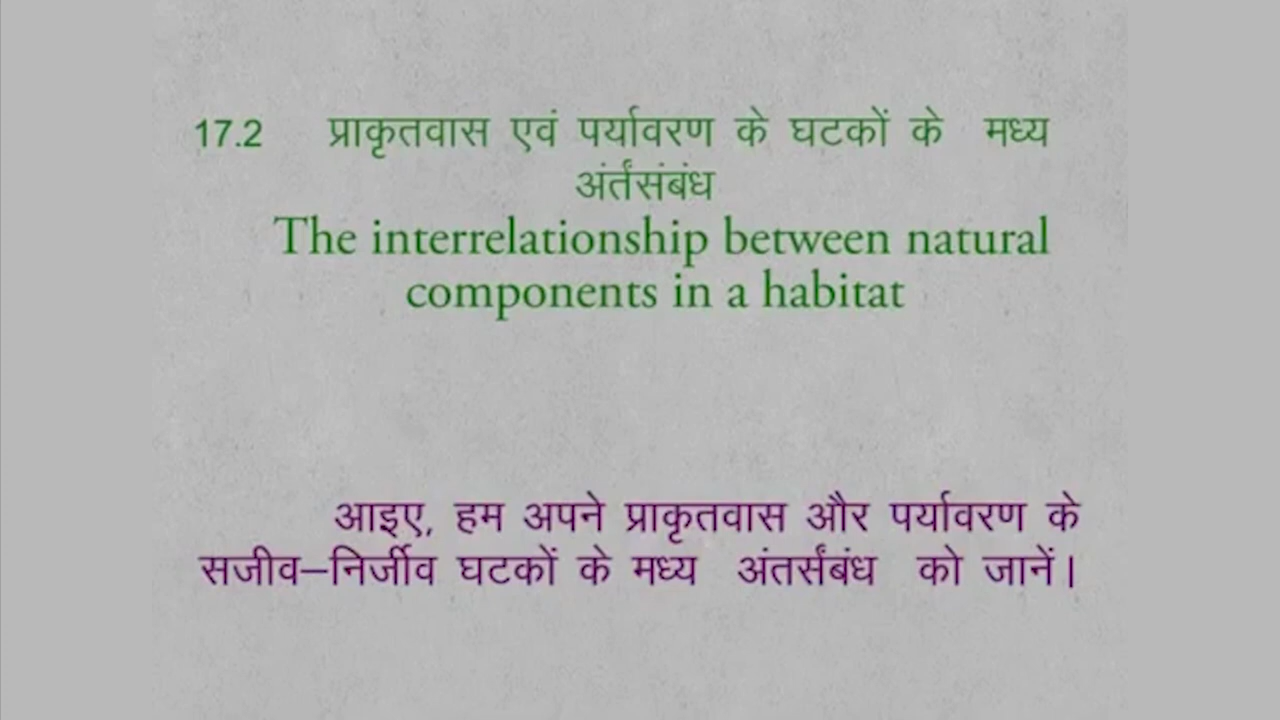 17.2 प्राकृतवास एवं पर्यावरण के घटकों के मध्य
अंर्तसंबंध
The interrelationship between natural
components in a habitat
आइए, हम अपने प्राकृतवास और पर्यावरण के
सजीव–निर्जीव घटकों के मध्य अंतर्संबंध को जानें।